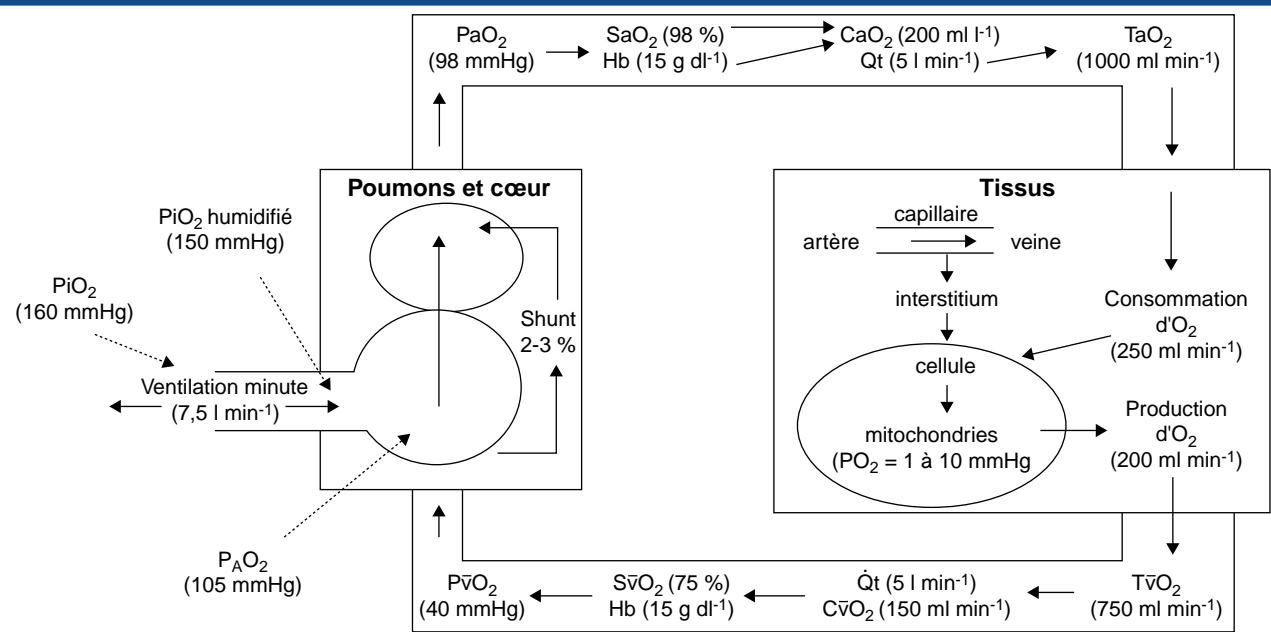 PaO₂
(98 mmHg)
SaO₂ (98 %)
Hb (15 g dl⁻¹)
CaO₂ (200 ml l⁻¹)
Qt (5 l min⁻¹)
TaO₂
(1000 ml min⁻¹)
Poumons et cœur
PiO₂ humidifié
(150 mmHg)
PiO₂
(160 mmHg)
Shunt
2-3 %
Ventilation minute
(7,5 l min⁻¹)
PAO₂
(105 mmHg)
Tissus
capillaire
artère
veine
interstitium
cellule
mitochondries
(PO₂ = 1 à 10 mmHg
Consommation
d'O₂
(250 ml min⁻¹)
Production
d'O₂
(200 ml min⁻¹)
Pv̄O₂
(40 mmHg)
Sv̄O₂ (75 %)
Hb (15 g dl⁻¹)
Q̇t (5 l min⁻¹)
Cv̄O₂ (150 ml min⁻¹)
Tv̄O₂
(750 ml min⁻¹)